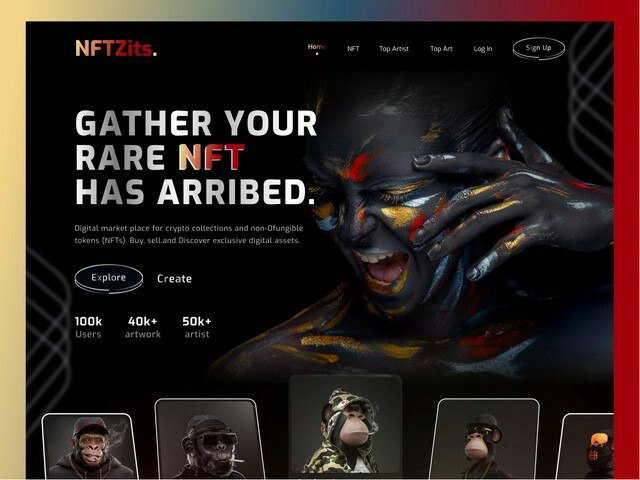 NFTZits.
Home
NFT
Top Artist
Top Art
Log In
Sign Up
GATHER YOUR
RARE NFT
HAS ARRIBED.
Digital market place for crypto collections and non-0fungible
tokens (NFTs). Buy, sell,and Discover exclusive digital assets.
Explore
Create
100k
Users
40k+
artwork
50k+
artist